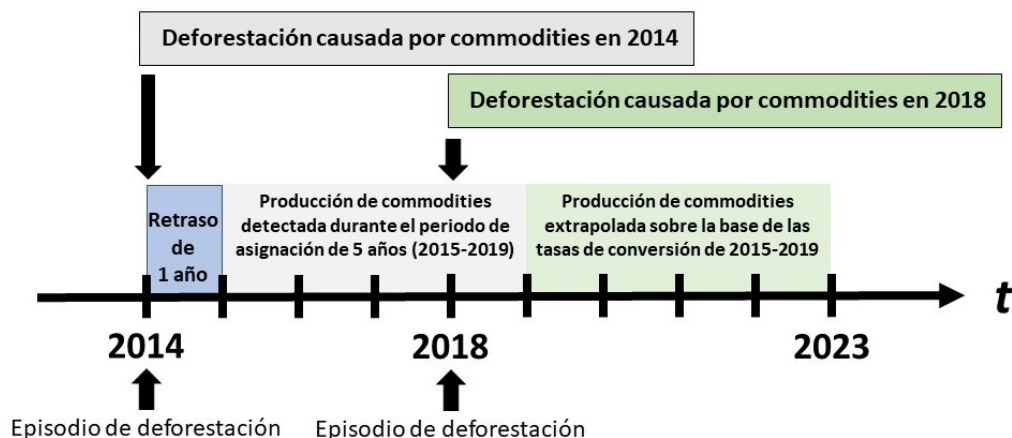 Deforestación causada por commodities en 2014
Deforestación causada por commodities en 2018
Retraso
de
1 año
Producción de commodities
detectada durante el periodo de
asignación de 5 años (2015-2019)
Producción de commodities
extrapolada sobre la base de las
tasas de conversión de 2015-2019
t
2014
2018
2023
Episodio de deforestación
Episodio de deforestación